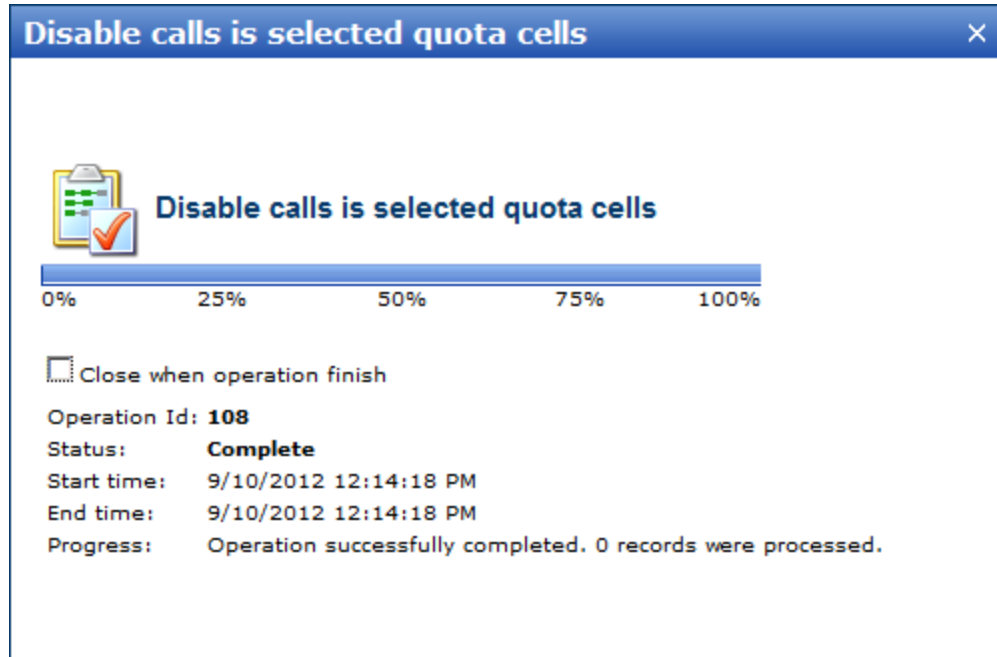 Disable calls is selected quota cells
Disable calls is selected quota cells
0% 25% 50% 75% 100%
Close when operation finish
Operation Id: 108
Status: Complete
Start time: 9/10/2012 12:14:18 PM
End time: 9/10/2012 12:14:18 PM
Progress: Operation successfully completed. 0 records were processed.